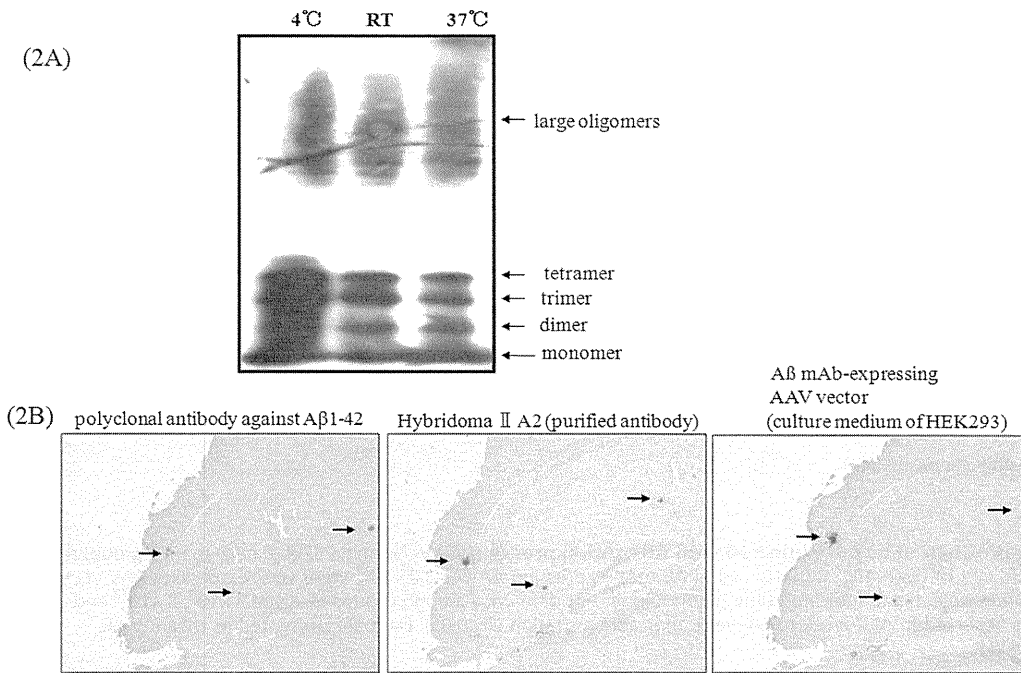 4℃ RT 37℃
(2A)
large oligomers
tetramer
trimer
dimer
monomer
(2B)
polyclonal antibody against Aβ1-42
Hybridoma Ⅱ A2 (purified antibody)
Aß mAb-expressing
AAV vector
(culture medium of HEK293)